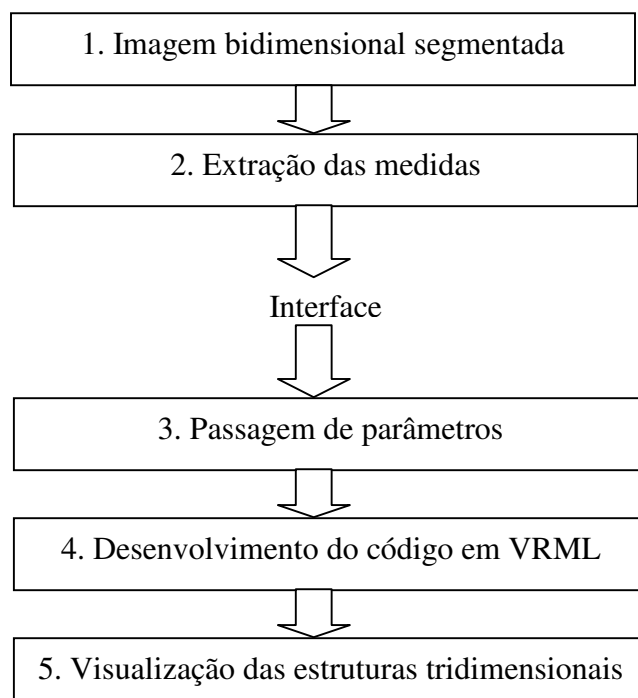 1. Imagem bidimensional segmentada
2. Extração das medidas
Interface
3. Passagem de parâmetros
4. Desenvolvimento do código em VRML
5. Visualização das estruturas tridimensionais